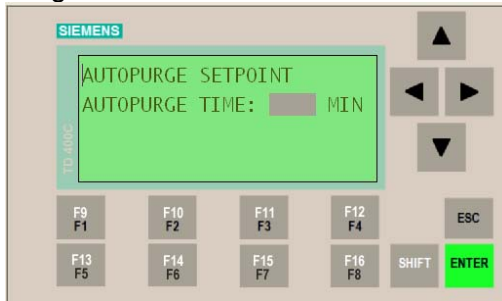 SIEMENS
AUTOPURGE SETPOINT
AUTOPURGE TIME: MIN
TD 400C
F9 F10 F11 F12
F1 F2 F3 F4 ESC
F13 F14 F15 F16
F5 F6 F7 F8 SHIFT ENTER